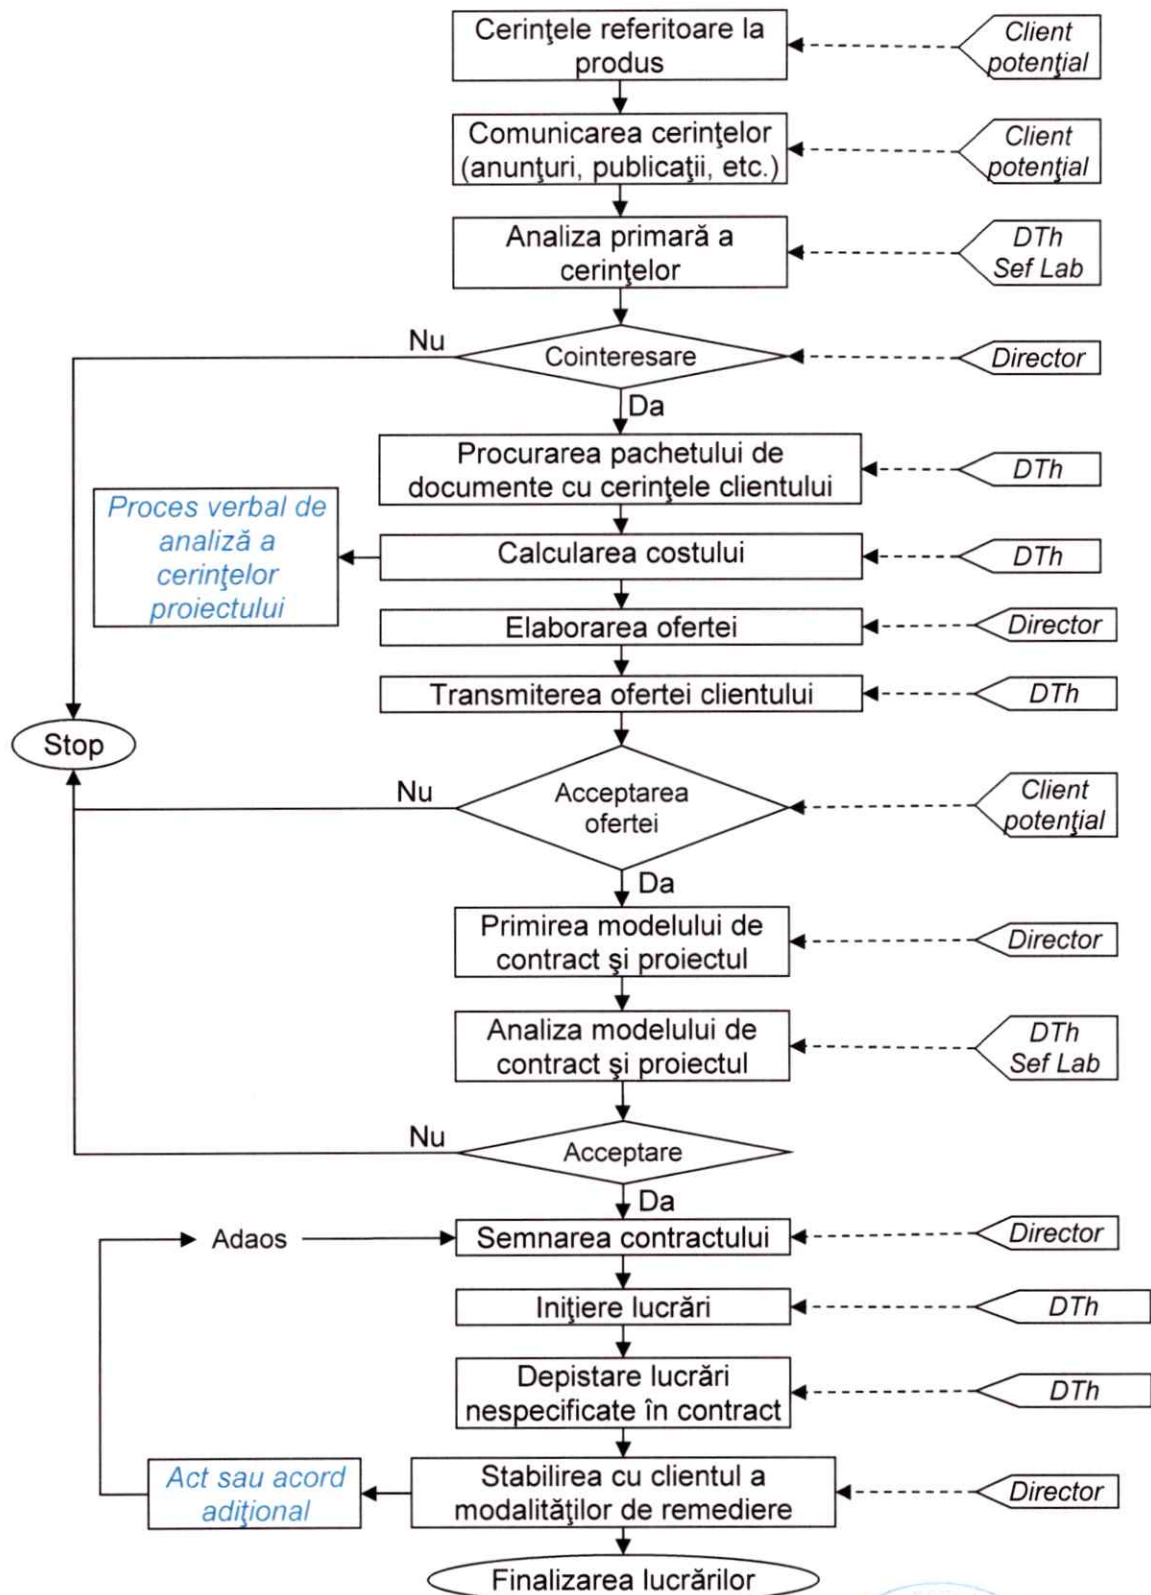 Cerinţele referitoare la
produs
Client
potenţial
Comunicarea cerinţelor
(anunţuri, publicaţii, etc.)
Client
potenţial
Analiza primară a
cerinţelor
DTh
Sef Lab
Nu
Cointeresare
Director
Da
Procurarea pachetului de
documente cu cerinţele clientului
DTh
Proces verbal de
analiză a
cerinţelor
proiectului
Calcularea costului
DTh
Elaborarea ofertei
Director
Transmiterea ofertei clientului
DTh
Stop
Nu
Acceptarea
ofertei
Client
potenţial
Da
Primirea modelului de
contract şi proiectul
Director
Analiza modelului de
contract şi proiectul
DTh
Sef Lab
Nu
Acceptare
Da
Adaos
Semnarea contractului
Director
Iniţiere lucrări
DTh
Depistare lucrări
nespecificate în contract
DTh
Act sau acord
adiţional
Stabilirea cu clientul a
modalităţilor de remediere
Director
Finalizarea lucrărilor